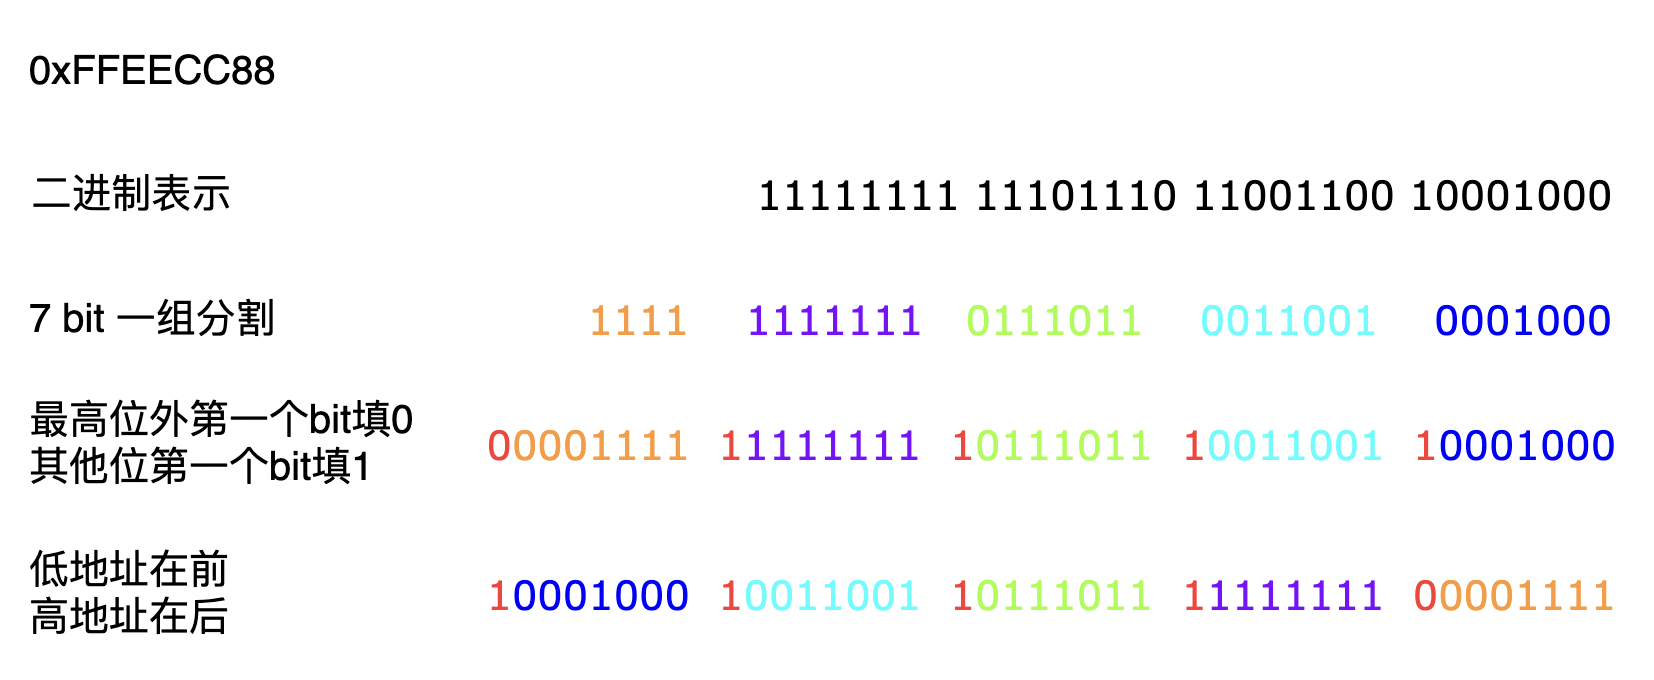 0xFFEECC88
二进制表示 11111111 11101110 11001100 10001000
7 bit 一组分割 1111 1111111 0111011 0011001 0001000
最高位外第一个bit填0
其他位第一个bit填1 00001111 11111111 10111011 10011001 10001000
低地址在前
高地址在后 10001000 10011001 10111011 11111111 00001111